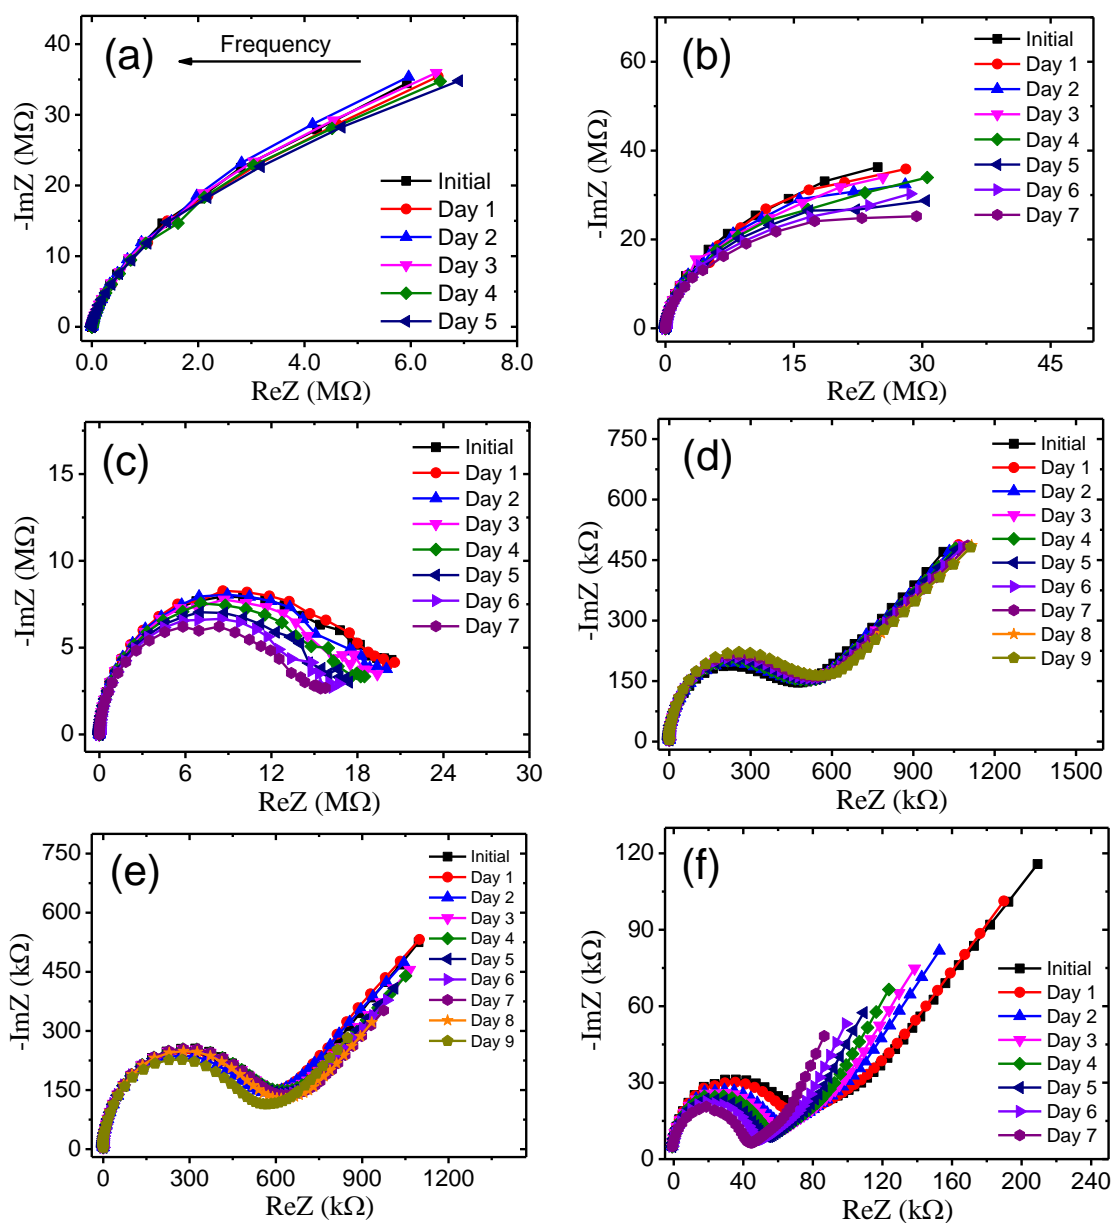 (a)
Frequency
40
30
20
10
0
-ImZ (MΩ)
Initial
Day 1
Day 2
Day 3
Day 4
Day 5
0.0 2.0 4.0 6.0 8.0
ReZ (MΩ)
(b)
60
40
20
0
-ImZ (MΩ)
Initial
Day 1
Day 2
Day 3
Day 4
Day 5
Day 6
Day 7
0 15 30 45
ReZ (MΩ)
(c)
15
10
5
0
-ImZ (MΩ)
Initial
Day 1
Day 2
Day 3
Day 4
Day 5
Day 6
Day 7
0 6 12 18 24 30
ReZ (MΩ)
(d)
750
600
450
300
150
0
-ImZ (kΩ)
Initial
Day 1
Day 2
Day 3
Day 4
Day 5
Day 6
Day 7
Day 8
Day 9
0 300 600 900 1200 1500
ReZ (kΩ)
(e)
750
600
450
300
150
0
-ImZ (kΩ)
Initial
Day 1
Day 2
Day 3
Day 4
Day 5
Day 6
Day 7
Day 8
Day 9
0 300 600 900 1200
ReZ (kΩ)
(f)
120
90
60
30
0
-ImZ (kΩ)
Initial
Day 1
Day 2
Day 3
Day 4
Day 5
Day 6
Day 7
0 40 80 120 160 200 240
ReZ (kΩ)